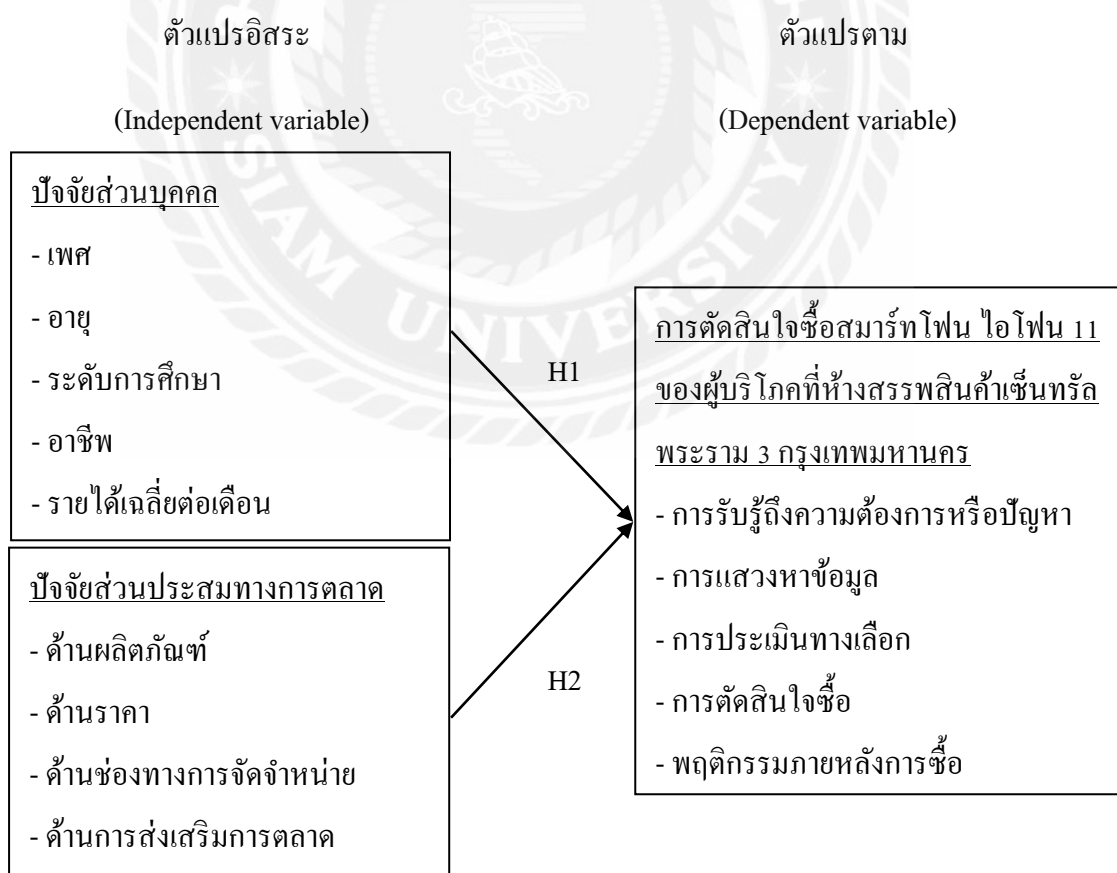 ตัวแปรอิสระ
(Independent variable)
ปัจจัยส่วนบุคคล
- เพศ
- อายุ
- ระดับการศึกษา
- อาชีพ
- รายได้เฉลี่ยต่อเดือน
ปัจจัยส่วนประสมทางการตลาด
- ด้านผลิตภัณฑ์
- ด้านราคา
- ด้านช่องทางการจัดจำหน่าย
- ด้านการส่งเสริมการตลาด
H1
H2
ตัวแปรตาม
(Dependent variable)
การตัดสินใจซื้อสมาร์ทโฟน ไอโฟน 11
ของผู้บริโภคที่ห้างสรรพสินค้าเซ็นทรัล
พระราม 3 กรุงเทพมหานคร
- การรับรู้ถึงความต้องการหรือปัญหา
- การแสวงหาข้อมูล
- การประเมินทางเลือก
- การตัดสินใจซื้อ
- พฤติกรรมภายหลังการซื้อ
SIAM UNIVERSITY